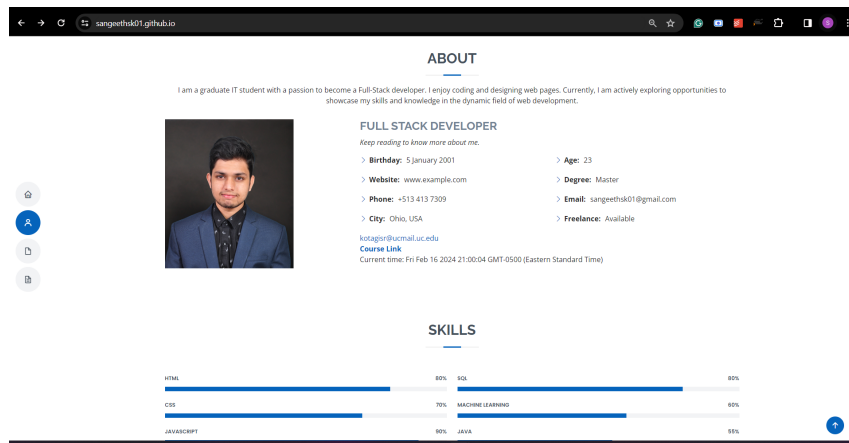 sangeethsk01.github.io
S
ABOUT
I am a graduate IT student with a passion to become a Full-Stack developer. I enjoy coding and designing web pages. Currently, I am actively exploring opportunities to
showcase my skills and knowledge in the dynamic field of web development.
FULL STACK DEVELOPER
Keep reading to know more about me.
Birthday: 5 January 2001
Age: 23
Website: www.example.com
Degree: Master
Phone: +513 413 7309
Email: sangeethsk01@gmail.com
City: Ohio, USA
Freelance: Available
kotagisr@ucmail.uc.edu
Course Link
Current time: Fri Feb 16 2024 21:00:04 GMT-0500 (Eastern Standard Time)
SKILLS
HTML 80% SQL 80%
CSS 70% MACHINE LEARNING 60%
JAVASCRIPT 90% JAVA 55%